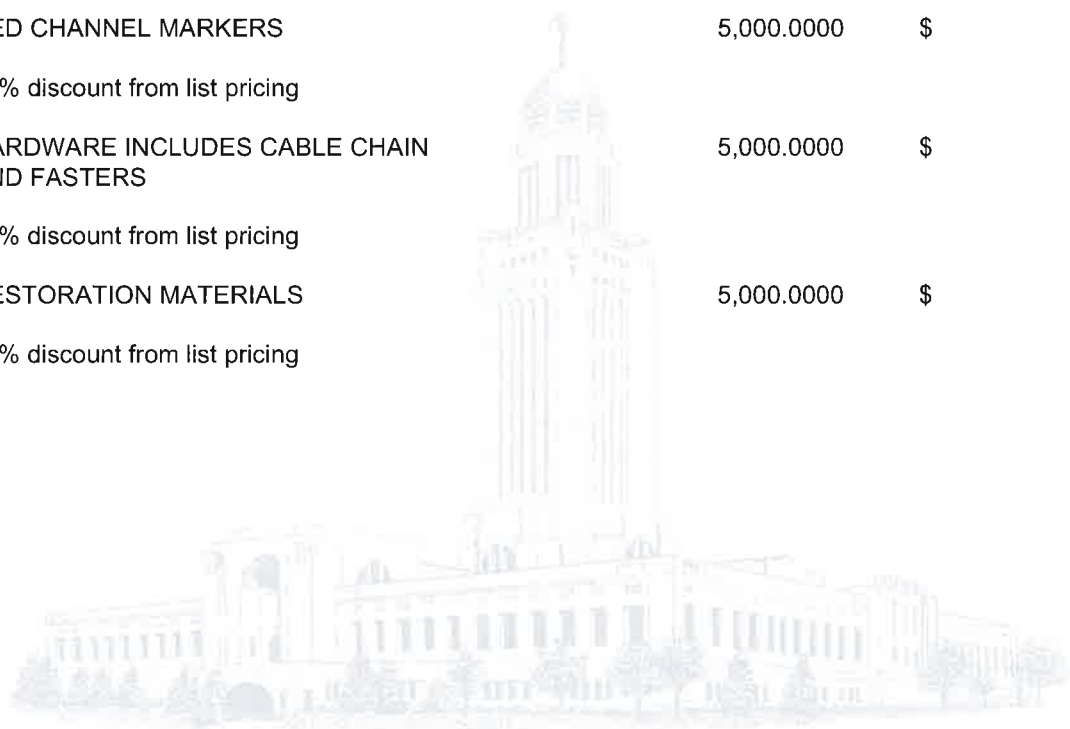 ED CHANNEL MARKERS 5,000.0000 $
% discount from list pricing
ARDWARE INCLUDES CABLE CHAIN 5,000.0000 $
ND FASTERS
% discount from list pricing
ESTORATION MATERIALS 5,000.0000 $
% discount from list pricing